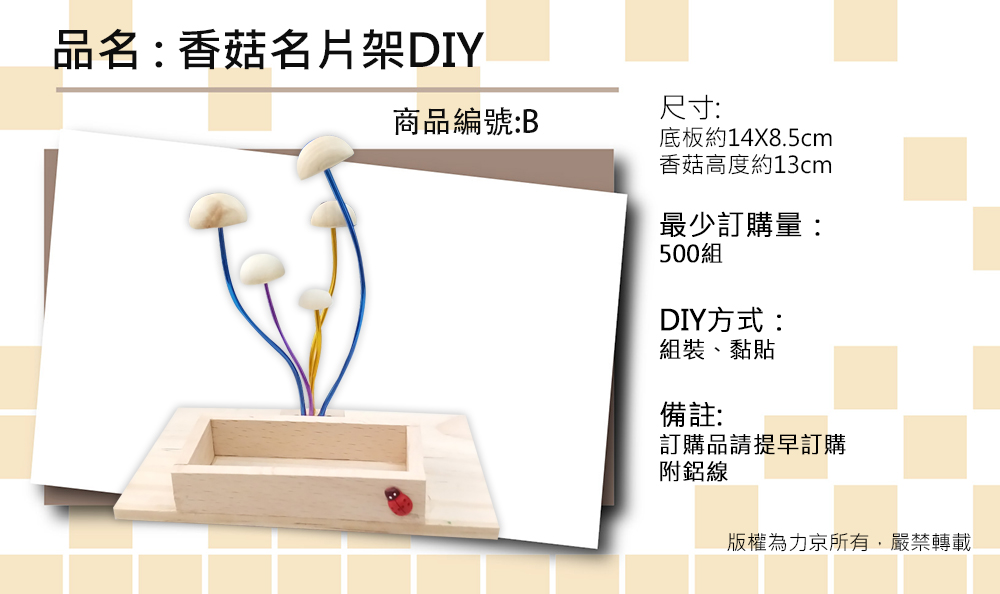 品名 : 香菇名片架DIY
商品編號:B
尺寸:
底板約14X8.5cm
香菇高度約13cm
最少訂購量：
500組
DIY方式：
組裝、黏貼
備註:
訂購品請提早訂購
附鋁線
版權為力京所有，嚴禁轉載